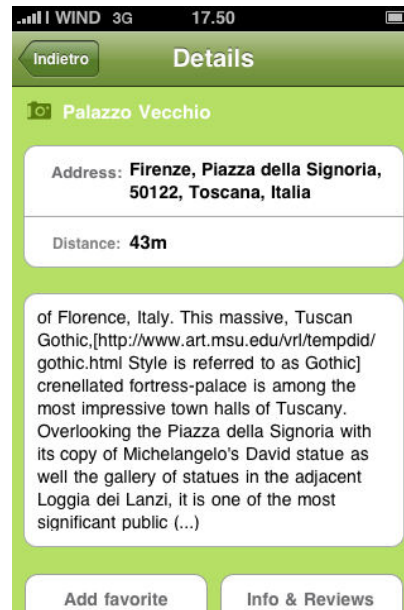 I WIND 3G 17.50
Indietro Details
Palazzo Vecchio
Address: Firenze, Piazza della Signoria,
50122, Toscana, Italia
Distance: 43m
of Florence, Italy. This massive, Tuscan
Gothic,[http://www.art.msu.edu/vrl/tempdid/
gothic.html Style is referred to as Gothic]
crenellated fortress-palace is among the
most impressive town halls of Tuscany.
Overlooking the Piazza della Signoria with
its copy of Michelangelo's David statue as
well the gallery of statues in the adjacent
Loggia dei Lanzi, it is one of the most
significant public (...)
Add favorite Info & Reviews